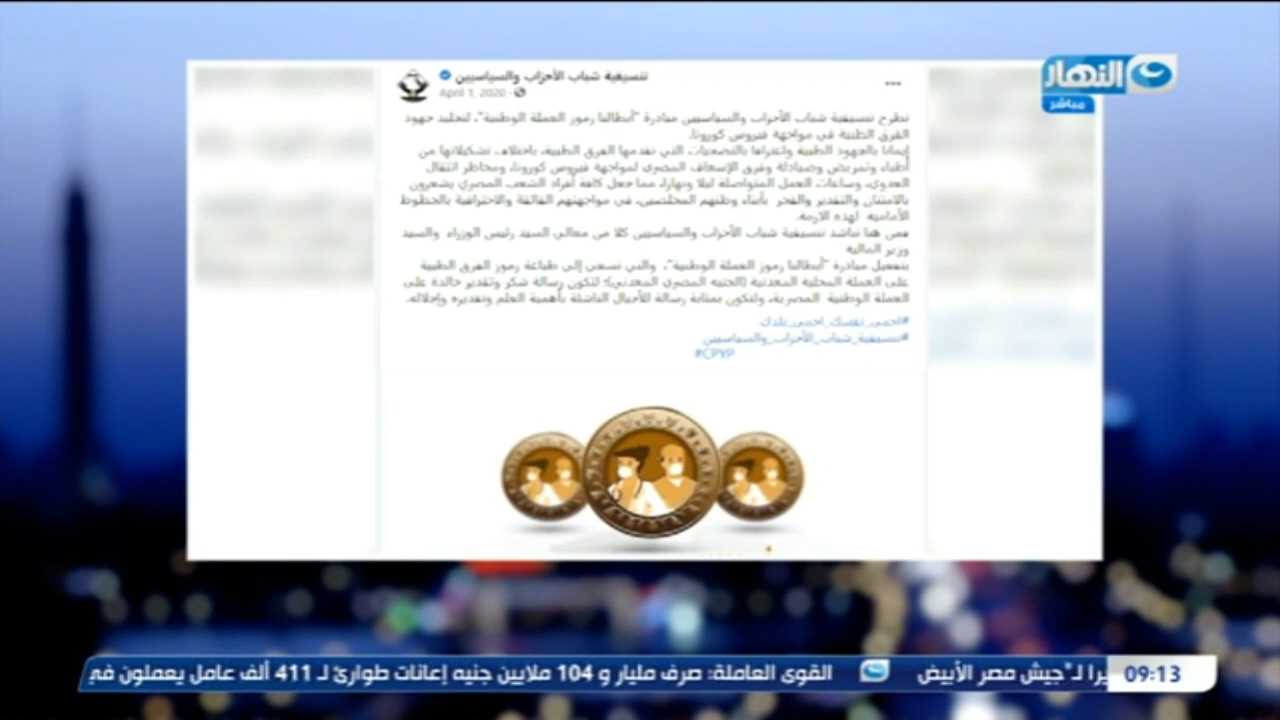 النهار
مباشر
تنسيقية شباب الأحزاب والسياسيين
April 1, 2020
تطرح تنسيقية شباب الأحزاب والسياسيين مبادرة "أبطالنا رموز العملة الوطنية"، لتخليد جهود
الفرق الطبية في مواجهة فيروس كورونا.
إيمانا بالجهود الطبية واعترافا بالتضحيات التي تقدمها الفرق الطبية، باختلاف تشكيلاتها من
أطباء وتمريض وصيادلة وفرق الإسعاف المصري لمواجهة فيروس كورونا، ومخاطر انتقال
العدوى، وساعات العمل المتواصلة ليلا ونهارا، مما جعل كافة أفراد الشعب المصري يشعرون
بالامتنان والتقدير والفخر بأبناء وطنهم المخلصين، في مواجهتهم الفائقة والاحترافية بالخطوط
الأمامية لهذه الازمة.
فمن هنا تناشد تنسيقية شباب الأحزاب والسياسيين كلا من معالي السيد رئيس الوزراء والسيد
وزير المالية
بتفعيل مبادرة "أبطالنا رموز العملة الوطنية"، والتي تسعى إلى طباعة رموز الفرق الطبية
على العملة المحلية المعدنية (الجنيه المصري المعدني)؛ لتكون رسالة شكر وتقدير خالدة على
العملة الوطنية المصرية، ولتكون بمثابة رسالة للأجيال الناشئة بأهمية العلم وتقديره وإجلاله.
#احمي_نفسك_احمي_بلدك
#تنسيقية_شباب_الأحزاب_والسياسيين
#CPYP
يرا لـ"جيش مصر الأبيض القوى العاملة: صرف مليار و 104 ملايين جنيه إعانات طوارئ لـ 411 ألف عامل يعملون في
09:13